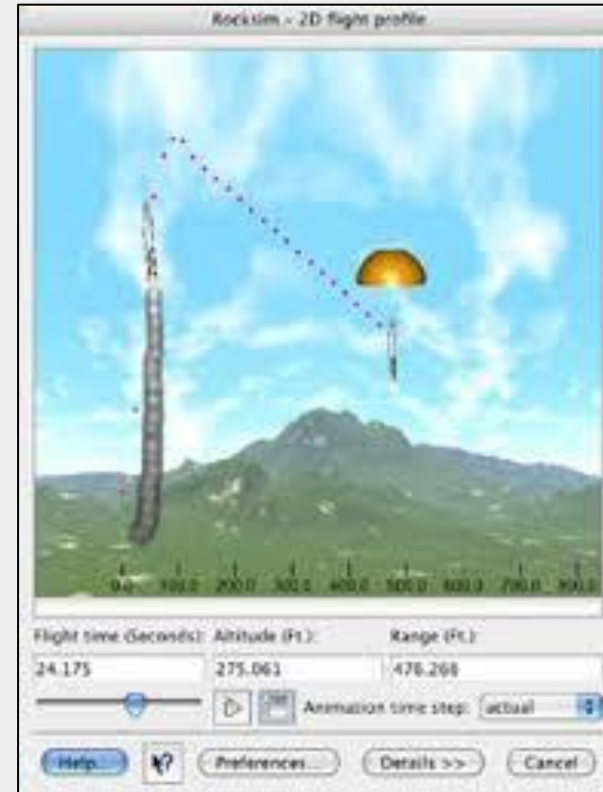 Rocksim - 2D flight profile
0.0 100.0 200.0 300.0 400.0 500.0 600.0 700.0 800.0
Flight time (Seconds): Altitude (Ft.): Range (Ft.):
24.175 275.061 476.266
Animation time step: actual
Help... ? Preferences... Details >> Cancel